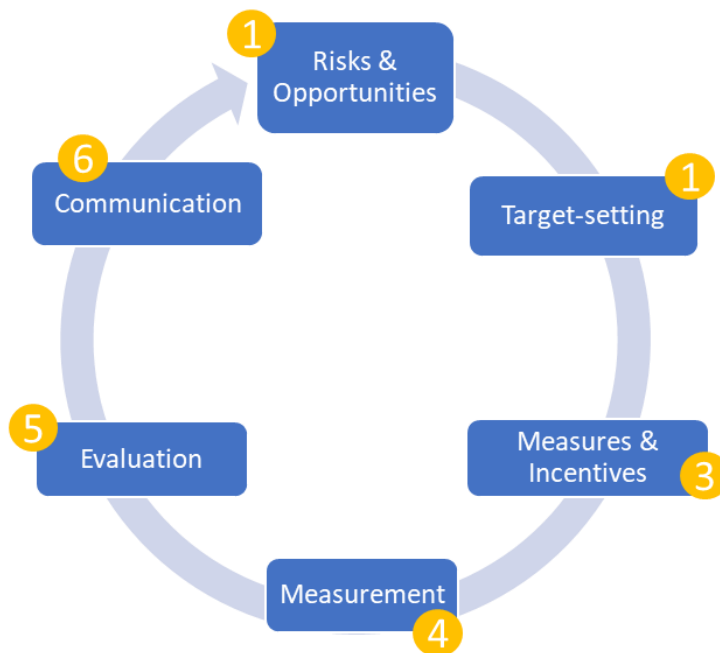 1
Risks &
Opportunities
1
Target-setting
Measures &
Incentives
3
Measurement
4
5
Evaluation
6
Communication